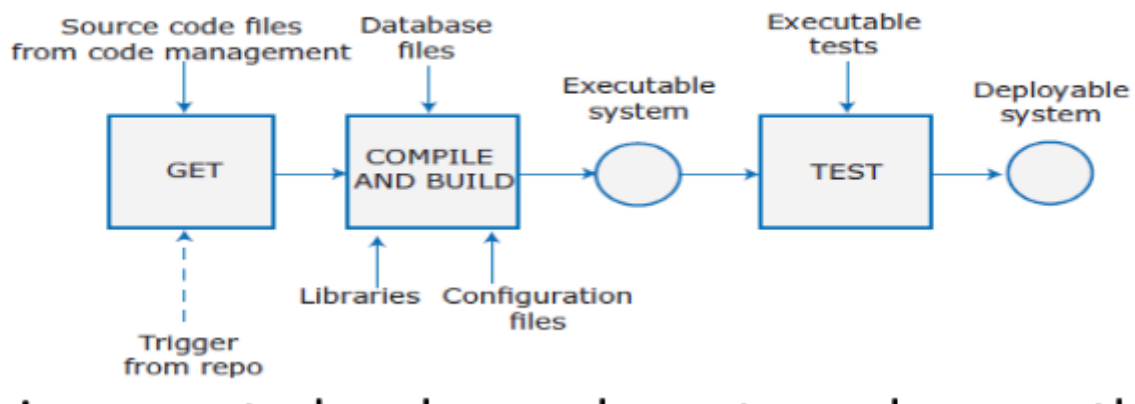 Source code files
from code management
Database
files
Executable
tests
Executable
system
Deployable
system
GET
COMPILE
AND BUILD
TEST
Libraries
Configuration
files
Trigger
from repo